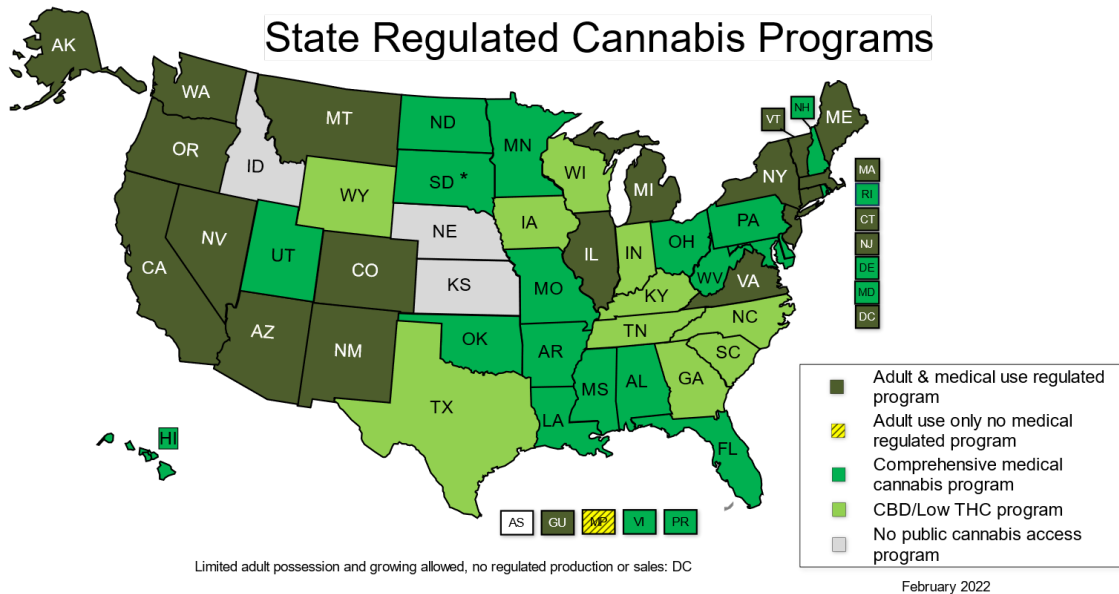 State Regulated Cannabis Programs
AK
WA
MT
ND
MN
VT
NH
ME
OR
ID
SD *
WI
MI
NY
MA
RI
CT
NJ
DE
MD
DC
WY
IA
NE
PA
NV
UT
CO
IL
IN
OH
WV
VA
CA
KS
MO
KY
NC
TN
AZ
NM
OK
AR
SC
MS
AL
GA
TX
LA
FL
HI
AS
GU
MP
VI
PR
Adult & medical use regulated
program
Adult use only no medical
regulated program
Comprehensive medical
cannabis program
CBD/Low THC program
No public cannabis access
program
Limited adult possession and growing allowed, no regulated production or sales: DC
February 2022